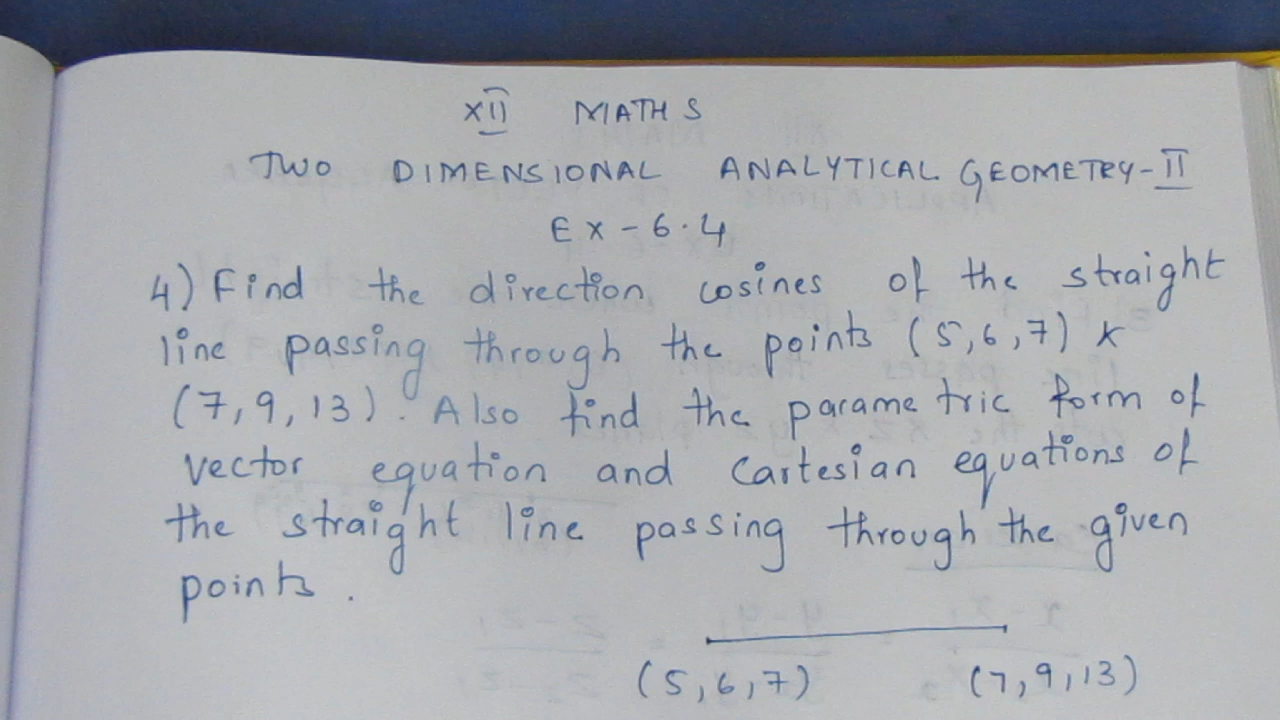 XII MATHS
TWO DIMENSIONAL ANALYTICAL GEOMETRY-II
Ex-6.4
4) Find the direction cosines of the straight
line passing through the points (5,6,7) &
(7,9,13). Also find the parametric form of
vector equation and Cartesian equations of
the straight line passing through the given
points.
(5,6,7) (7,9,13)